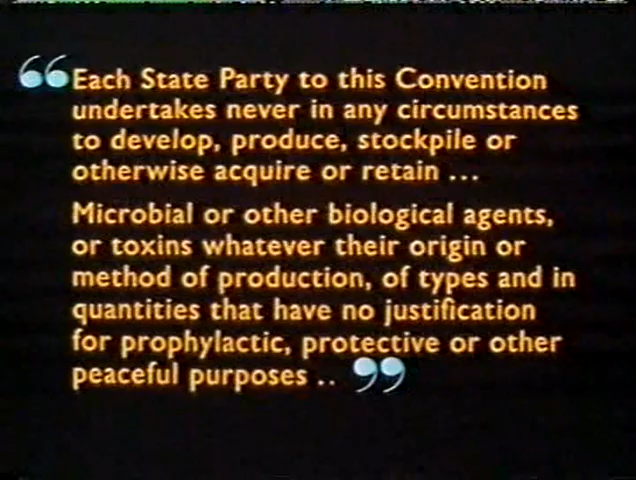 “Each State Party to this Convention
undertakes never in any circumstances
to develop, produce, stockpile or
otherwise acquire or retain ...
Microbial or other biological agents,
or toxins whatever their origin or
method of production, of types and in
quantities that have no justification
for prophylactic, protective or other
peaceful purposes .. ”